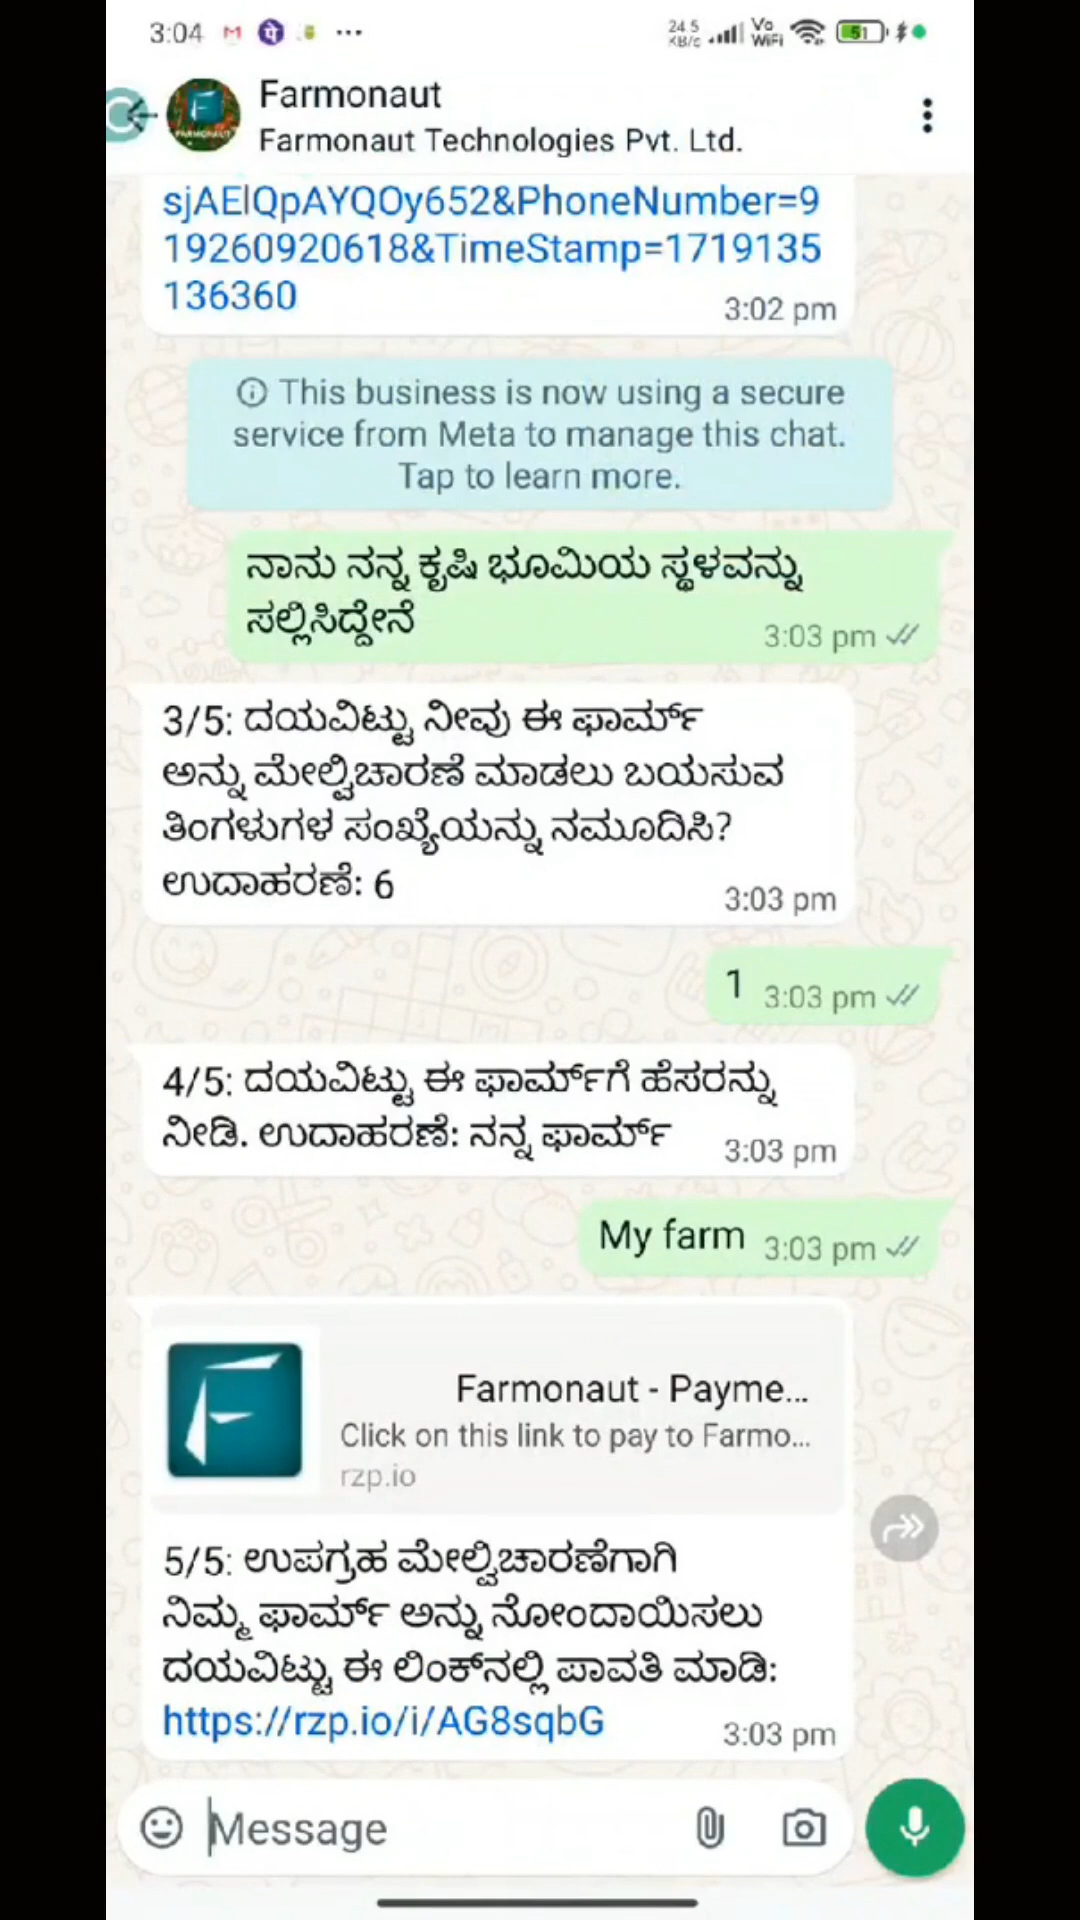 3:04
24.5 KB/s
Vo WiFi
51
Farmonaut
Farmonaut Technologies Pvt. Ltd.
sjAElQpAYQOy652&PhoneNumber=9
19260920618&TimeStamp=1719135
136360
3:02 pm
This business is now using a secure
service from Meta to manage this chat.
Tap to learn more.
ನಾನು ನನ್ನ ಕೃಷಿ ಭೂಮಿಯ ಸ್ಥಳವನ್ನು
ಸಲ್ಲಿಸಿದ್ದೇನೆ
3:03 pm
3/5: ದಯವಿಟ್ಟು ನೀವು ಈ ಫಾರ್ಮ್
ಅನ್ನು ಮೇಲ್ವಿಚಾರಣೆ ಮಾಡಲು ಬಯಸುವ
ತಿಂಗಳುಗಳ ಸಂಖ್ಯೆಯನ್ನು ನಮೂದಿಸಿ?
ಉದಾಹರಣೆ: 6
3:03 pm
1
3:03 pm
4/5: ದಯವಿಟ್ಟು ಈ ಫಾರ್ಮ್‌ಗೆ ಹೆಸರನ್ನು
ನೀಡಿ. ಉದಾಹರಣೆ: ನನ್ನ ಫಾರ್ಮ್
3:03 pm
My farm
3:03 pm
Farmonaut - Payme...
Click on this link to pay to Farmo...
rzp.io
5/5: ಉಪಗ್ರಹ ಮೇಲ್ವಿಚಾರಣೆಗಾಗಿ
ನಿಮ್ಮ ಫಾರ್ಮ್ ಅನ್ನು ನೋಂದಾಯಿಸಲು
ದಯವಿಟ್ಟು ಈ ಲಿಂಕ್‌ನಲ್ಲಿ ಪಾವತಿ ಮಾಡಿ:
https://rzp.io/i/AG8sqbG
3:03 pm
Message